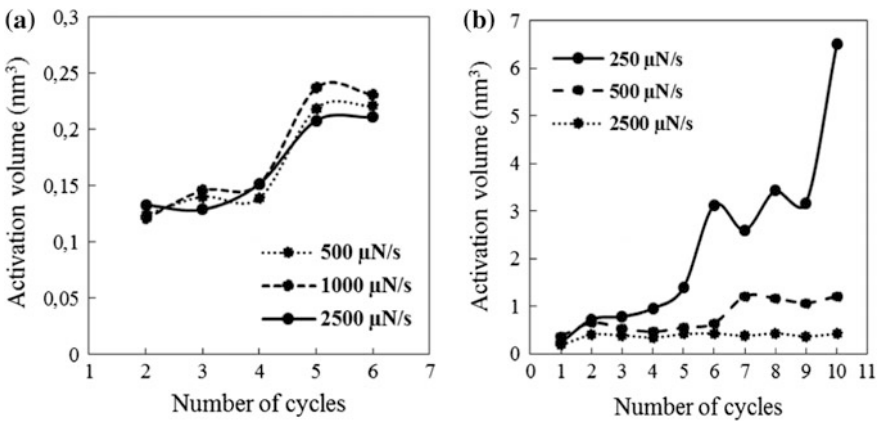 (a)
0,3
0,25
0,2
0,15
0,1
0,05
0
Activation volume (nm³)
500 µN/s
1000 µN/s
2500 µN/s
1 2 3 4 5 6 7
Number of cycles
(b)
7
6
5
4
3
2
1
0
Activation volume (nm³)
250 µN/s
500 µN/s
2500 µN/s
0 1 2 3 4 5 6 7 8 9 10 11
Number of cycles